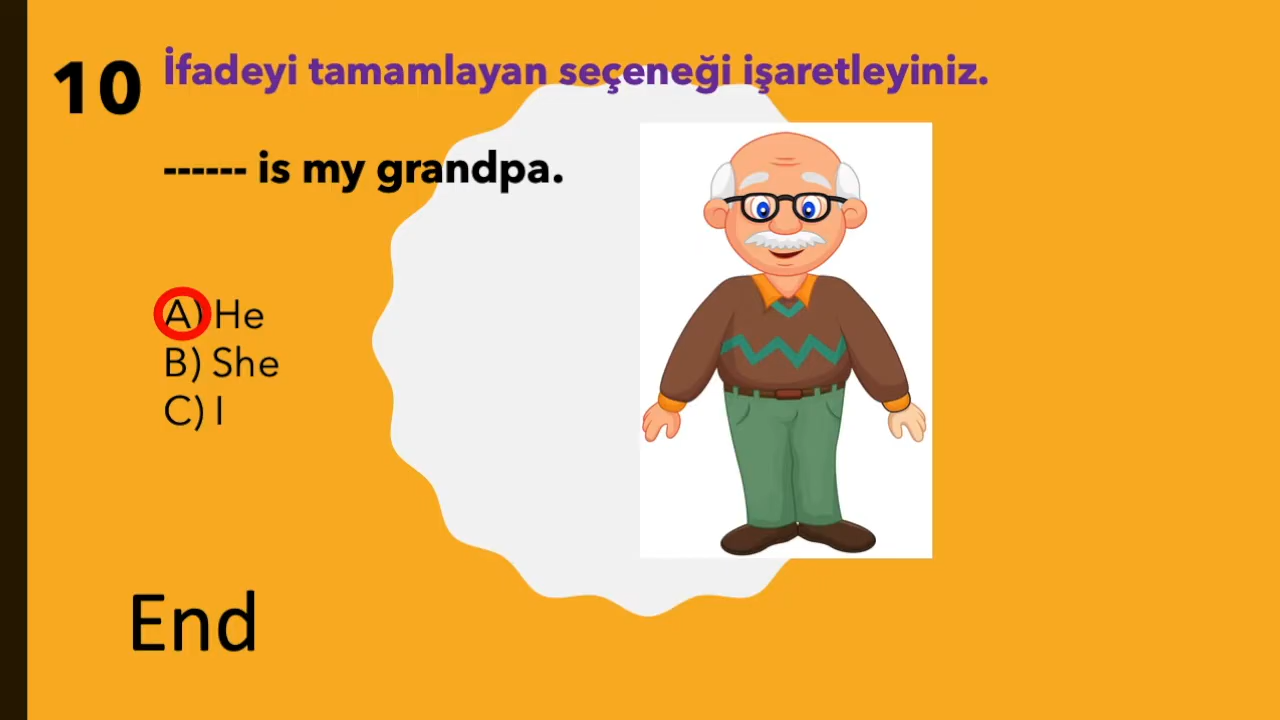 10 İfadeyi tamamlayan seçeneği işaretleyiniz.
------ is my grandpa.
A) He
B) She
C) I
End